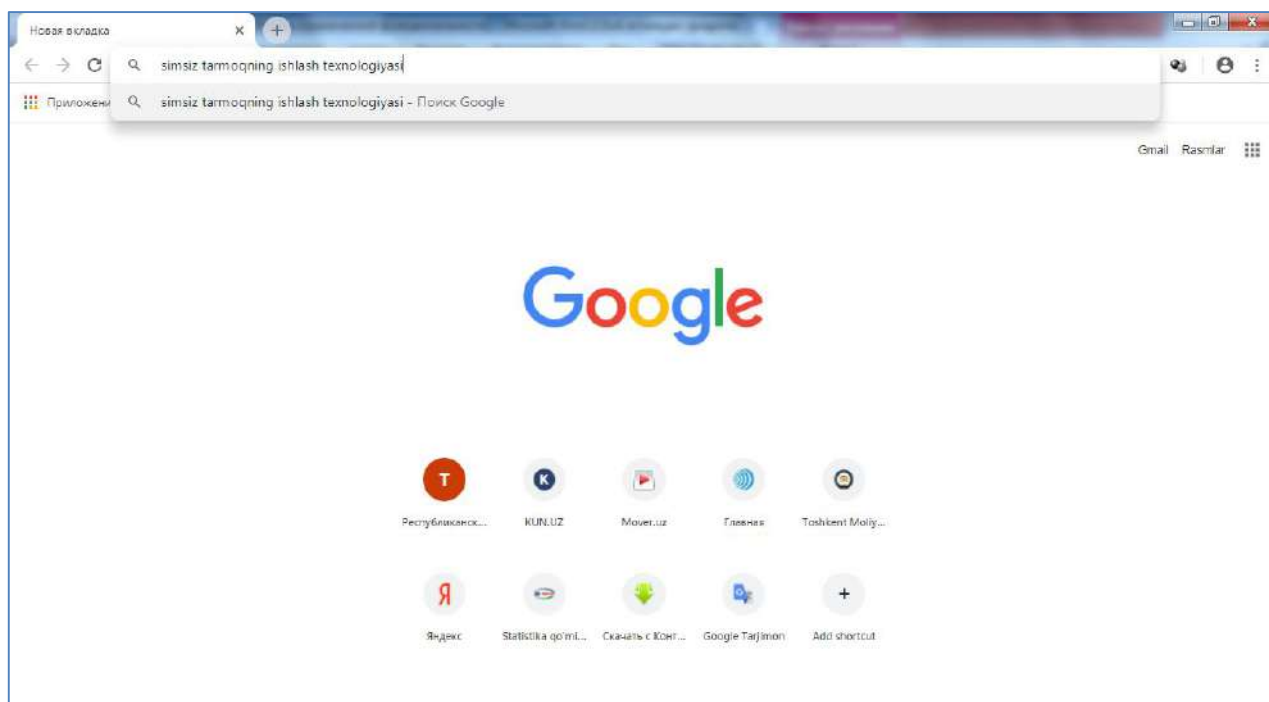 Новая вкладка
simsiz tarmoqning ishlash texnologiyasi
Приложени
simsiz tarmoqning ishlash texnologiyasi - Поиск Google
Gmail Rasmlar
Google
T
K
Республиканск...
KUN.UZ
Mover.uz
Главная
Toshkent Moliy...
Я
Яндекс
Statistika qo'mi...
Скачать с Конт...
Google Tarjimon
Add shortcut